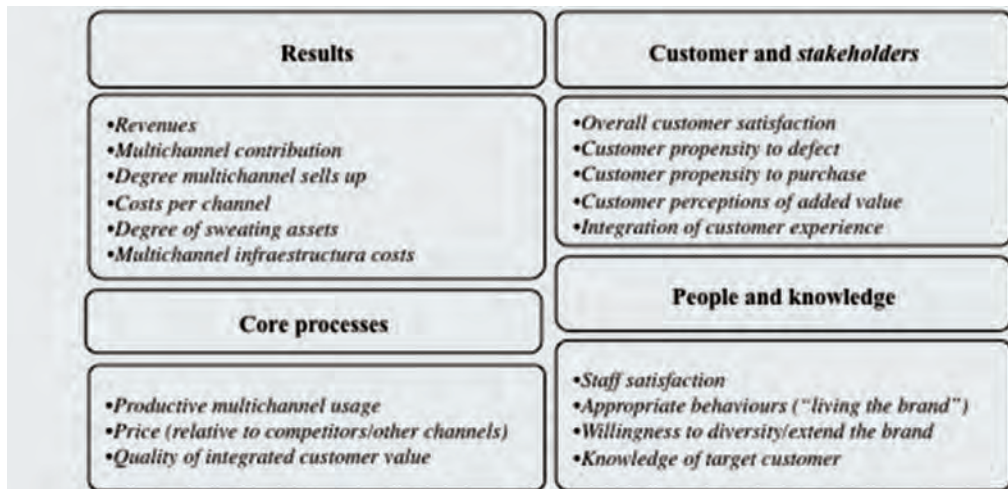 Results
•Revenues
•Multichannel contribution
•Degree multichannel sells up
•Costs per channel
•Degree of sweating assets
•Multichannel infraestructura costs
Customer and stakeholders
•Overall customer satisfaction
•Customer propensity to defect
•Customer propensity to purchase
•Customer perceptions of added value
•Integration of customer experience
Core processes
•Productive multichannel usage
•Price (relative to competitors/other channels)
•Quality of integrated customer value
People and knowledge
•Staff satisfaction
•Appropriate behaviours (“living the brand”)
•Willingness to diversity/extend the brand
•Knowledge of target customer